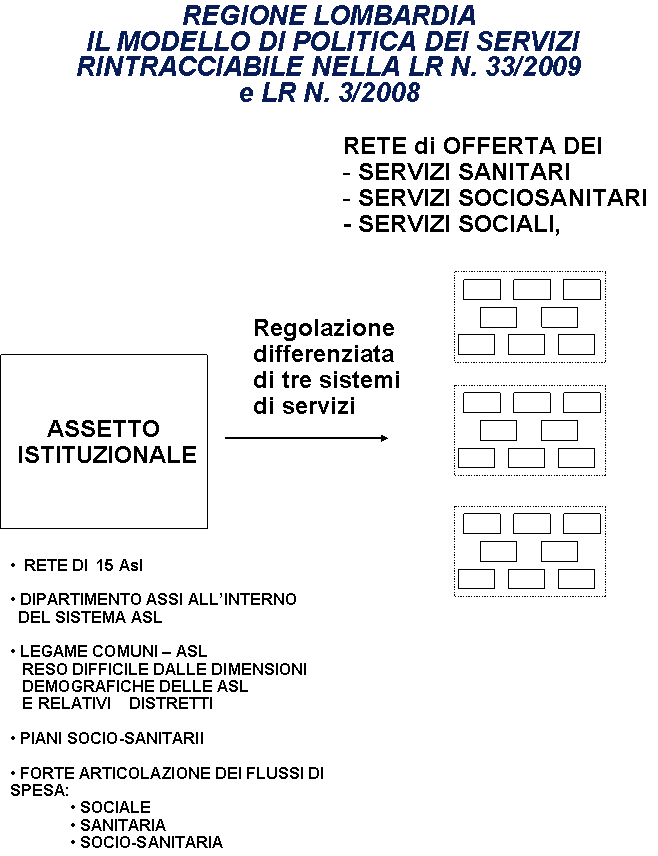 REGIONE LOMBARDIA
IL MODELLO DI POLITICA DEI SERVIZI
RINTRACCIABILE NELLA LR N. 33/2009
e LR N. 3/2008
RETE di OFFERTA DEI
- SERVIZI SANITARI
- SERVIZI SOCIOSANITARI
- SERVIZI SOCIALI,
Regolazione
differenziata
di tre sistemi
di servizi
ASSETTO
ISTITUZIONALE
• RETE DI 15 Asl
• DIPARTIMENTO ASSI ALL'INTERNO
DEL SISTEMA ASL
• LEGAME COMUNI – ASL
RESO DIFFICILE DALLE DIMENSIONI
DEMOGRAFICHE DELLE ASL
E RELATIVI DISTRETTI
• PIANI SOCIO-SANITARII
• FORTE ARTICOLAZIONE DEI FLUSSI DI
SPESA:
• SOCIALE
• SANITARIA
• SOCIO-SANITARIA